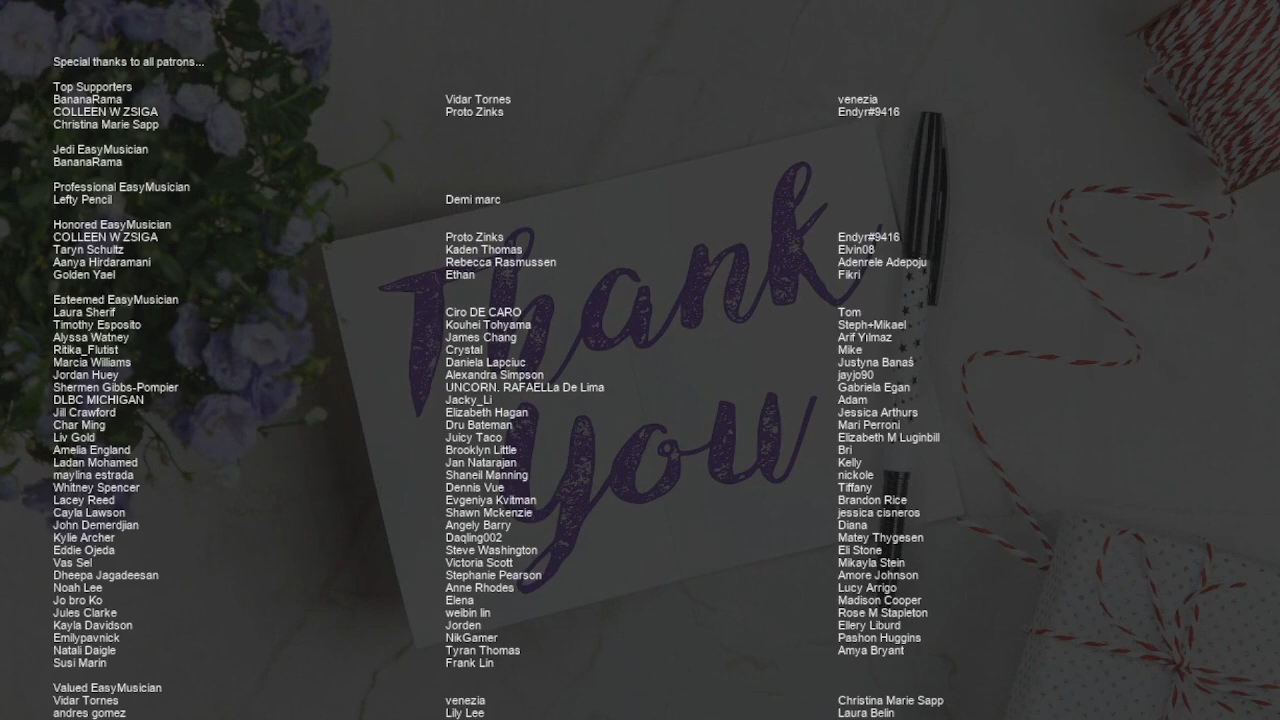 Special thanks to all patrons...
Top Supporters
BananaRama Vidar Tornes venezia
COLLEEN W ZSIGA Proto Zinks Endyr#9416
Christina Marie Sapp
Jedi EasyMusician
BananaRama
Professional EasyMusician
Lefty Pencil Demi marc
Honored EasyMusician
COLLEEN W ZSIGA Proto Zinks Endyr#9416
Taryn Schultz Kaden Thomas Elvin08
Aanya Hirdaramani Rebecca Rasmussen Adenrele Adepoju
Golden Yael Ethan Fikri
Esteemed EasyMusician
Laura Sherif Ciro DE CARO Tom
Timothy Esposito Kouhei Tohyama Steph+Mikael
Alyssa Watney James Chang Arif Yılmaz
Ritika_Flutist Crystal Mike
Marcia Williams Daniela Lapciuc Justyna Banaś
Jordan Huey Alexandra Simpson jayjo90
Shermen Gibbs-Pompier UNCORN. RAFAELLa De Lima Gabriela Egan
DLBC MICHIGAN Jacky_Li Adam
Jill Crawford Elizabeth Hagan Jessica Arthurs
Char Ming Dru Bateman Mari Perroni
Liv Gold Juicy Taco Elizabeth M Luginbill
Amelia England Brooklyn Little Bri
Ladan Mohamed Jan Natarajan Kelly
maylina estrada Shaneil Manning nickole
Whitney Spencer Dennis Vue Tiffany
Lacey Reed Evgeniya Kvitman Brandon Rice
Cayla Lawson Shawn Mckenzie jessica cisneros
John Demerdjian Angely Barry Diana
Kylie Archer Daqling002 Matey Thygesen
Eddie Ojeda Steve Washington Eli Stone
Vas Sel Victoria Scott Mikayla Stein
Dheepa Jagadeesan Stephanie Pearson Amore Johnson
Noah Lee Anne Rhodes Lucy Arrigo
Jo bro Ko Elena Madison Cooper
Jules Clarke weibin lin Rose M Stapleton
Kayla Davidson Jorden Ellery Liburd
Emilypavnick NikGamer Pashon Huggins
Natali Daigle Tyran Thomas Amya Bryant
Susi Marin Frank Lin
Valued EasyMusician
Vidar Tornes venezia Christina Marie Sapp
andres gomez Lily Lee Laura Belin
Thank
you